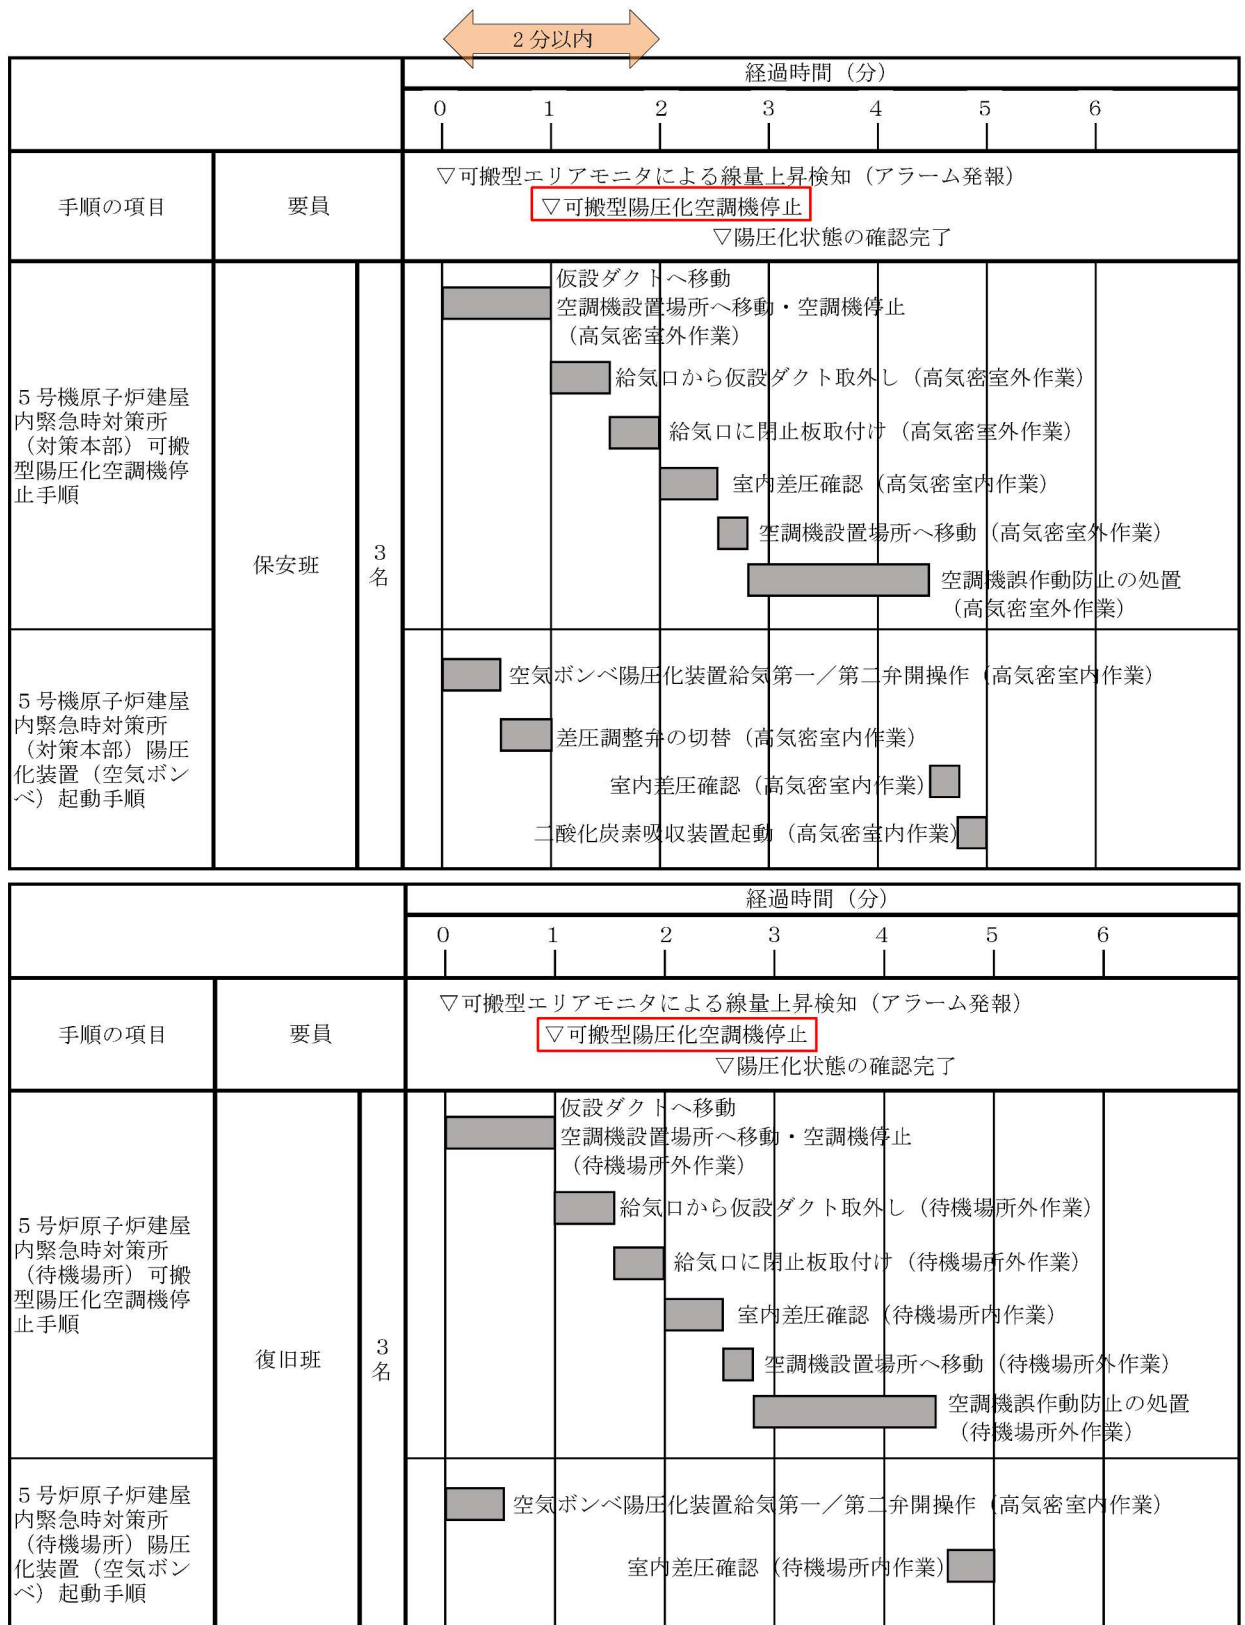 2分以内
経過時間（分）
0 1 2 3 4 5 6
手順の項目
要員
▽可搬型エリアモニタによる線量上昇検知（アラーム発報）
▽可搬型陽圧化空調機停止
▽陽圧化状態の確認完了
5号機原子炉建屋
内緊急時対策所
（対策本部）可搬
型陽圧化空調機停
止手順
保安班
3
名
仮設ダクトへ移動
空調機設置場所へ移動・空調機停止
（高気密室外作業）
給気口から仮設ダクト取外し（高気密室外作業）
給気口に閉止板取付け（高気密室外作業）
室内差圧確認（高気密室内作業）
空調機設置場所へ移動（高気密室外作業）
空調機誤作動防止の処置
（高気密室外作業）
5号機原子炉建屋
内緊急時対策所
（対策本部）陽圧
化装置（空気ボン
ベ）起動手順
空気ボンベ陽圧化装置給気第一／第二弁開操作（高気密室内作業）
差圧調整弁の切替（高気密室内作業）
室内差圧確認（高気密室内作業）
二酸化炭素吸収装置起動（高気密室内作業）
経過時間（分）
0 1 2 3 4 5 6
手順の項目
要員
▽可搬型エリアモニタによる線量上昇検知（アラーム発報）
▽可搬型陽圧化空調機停止
▽陽圧化状態の確認完了
5号炉原子炉建屋
内緊急時対策所
（待機場所）可搬
型陽圧化空調機停
止手順
復旧班
3
名
仮設ダクトへ移動
空調機設置場所へ移動・空調機停止
（待機場所外作業）
給気口から仮設ダクト取外し（待機場所外作業）
給気口に閉止板取付け（待機場所外作業）
室内差圧確認（待機場所内作業）
空調機設置場所へ移動（待機場所外作業）
空調機誤作動防止の処置
（待機場所外作業）
5号炉原子炉建屋
内緊急時対策所
（待機場所）陽圧
化装置（空気ボン
ベ）起動手順
空気ボンベ陽圧化装置給気第一／第二弁開操作（高気密室内作業）
室内差圧確認（待機場所内作業）